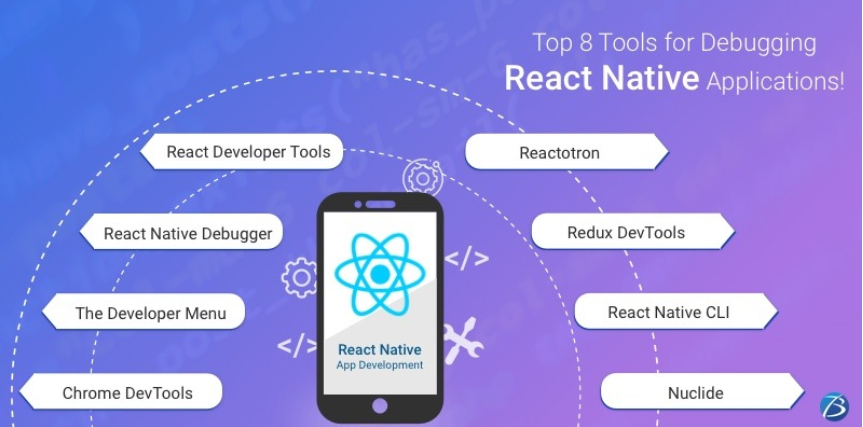 Top 8 Tools for Debugging
React Native Applications!
React Developer Tools
React Native Debugger
The Developer Menu
Chrome DevTools
Reactotron
Redux DevTools
React Native CLI
Nuclide
</>
</>
React Native
App Development